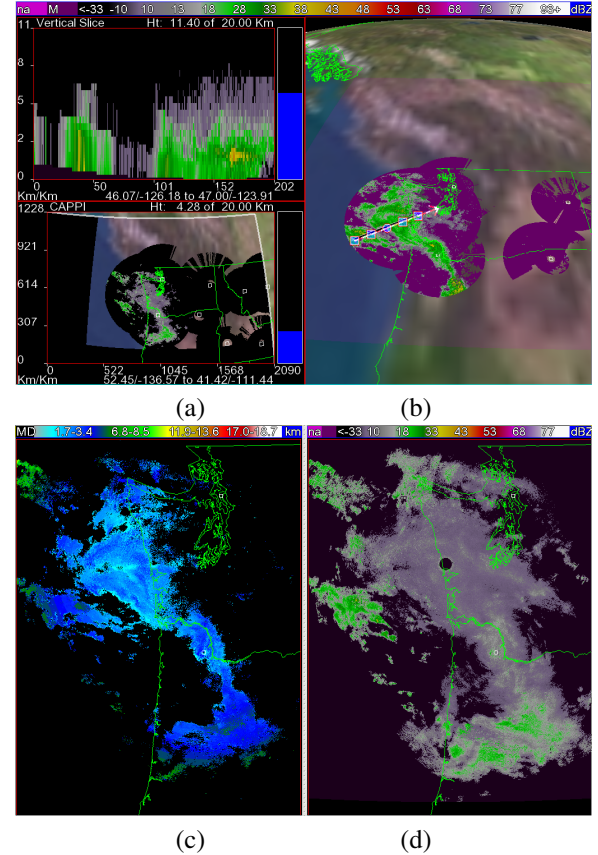 na M <-33 -10 10 13 18 28 33 38 43 48 53 63 68 73 77 93+ dBZ
Vertical Slice Ht: 11.40 of 20.00 Km
11
8
5
2
0
0 50 101 152 202
Km/Km 46.07/-126.18 to 47.00/-123.91
1228 CAPPI Ht: 4.28 of 20.00 Km
921
614
307
0
0 522 1045 1568 2090
Km/Km 52.45/-136.57 to 41.42/-111.44
(a) (b)
MD 1.7-3.4 6.8-8.5 11.9-13.6 17.0-18.7 km
na <-33 10 18 33 43 53 68 77 dBZ
(c) (d)